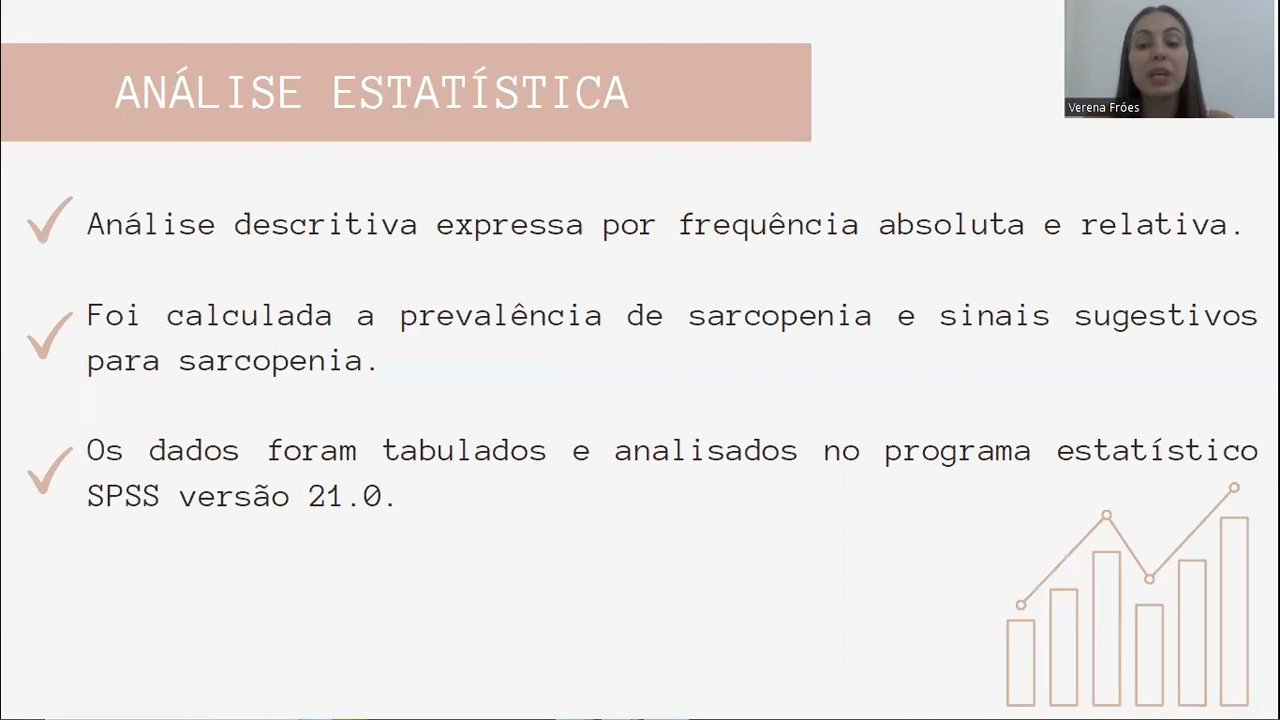 ANÁLISE ESTATÍSTICA
Verena Fróes
Análise descritiva expressa por frequência absoluta e relativa.
Foi calculada a prevalência de sarcopenia e sinais sugestivos
para sarcopenia.
Os dados foram tabulados e analisados no programa estatístico
SPSS versão 21.0.